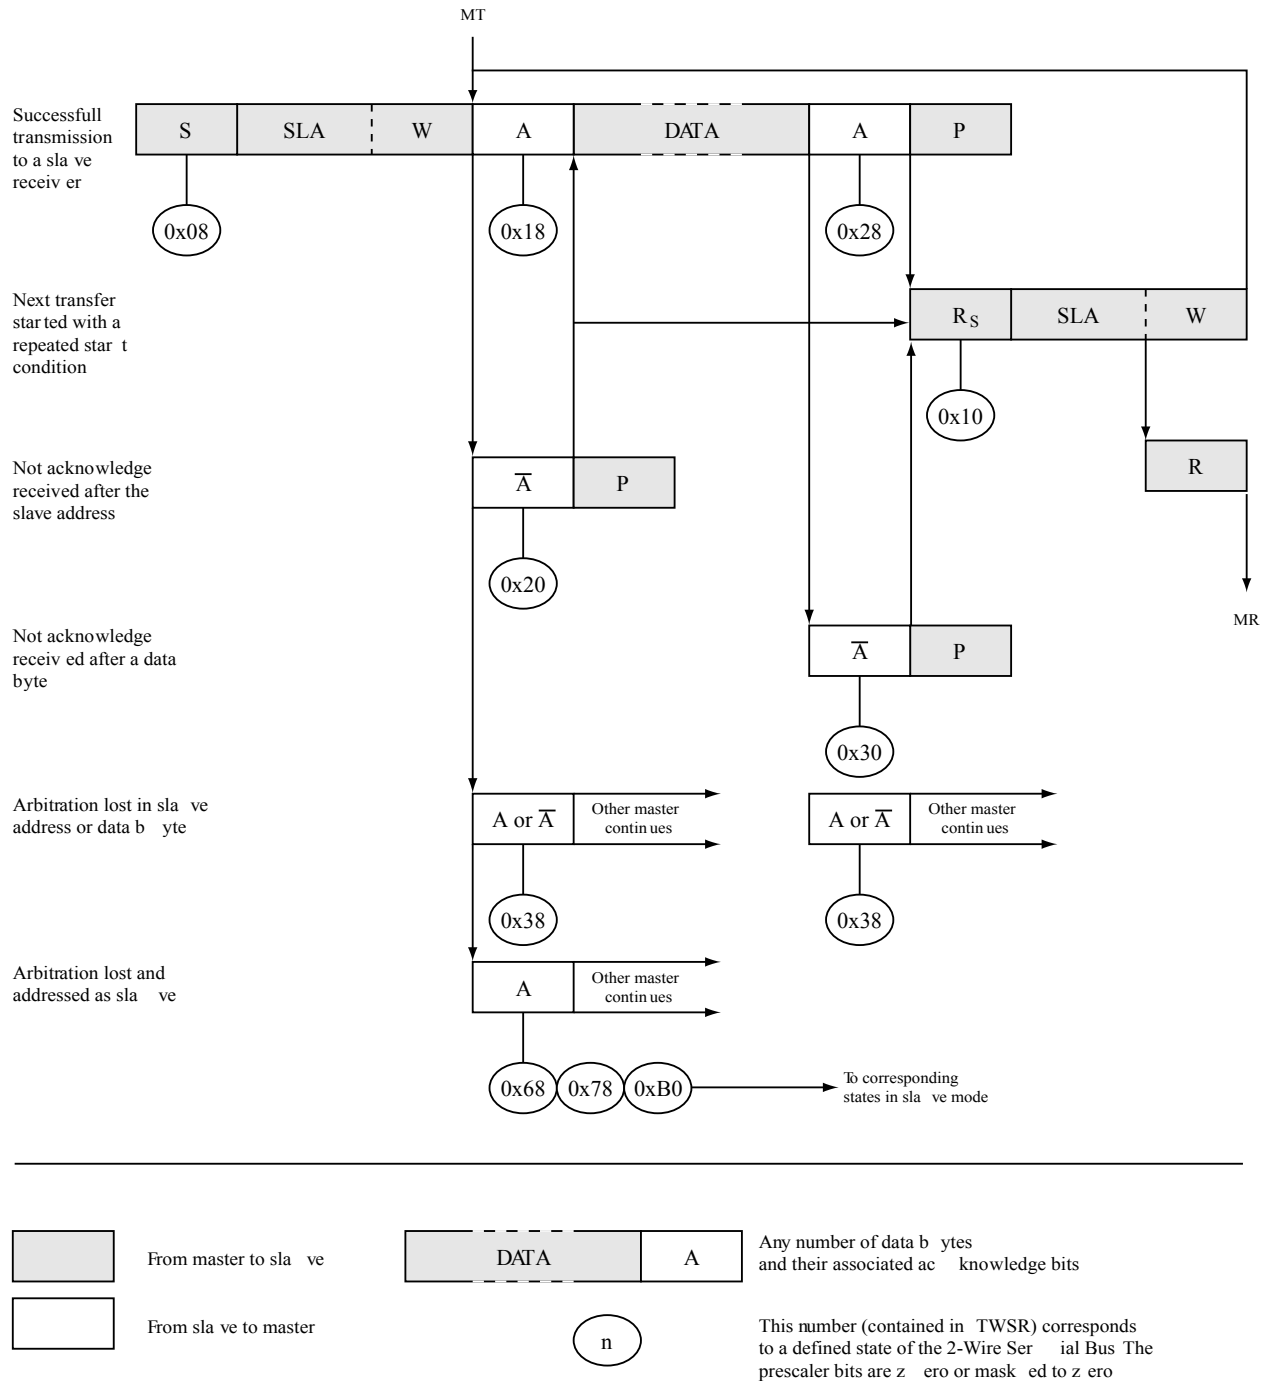 MT
Successfull
transmission
to a sla ve
receiv er
S SLA W A DATA A P
0x08 0x18 0x28
Next transfer
star ted with a
repeated star t
condition
RS SLA W
0x10
Not acknowledge
received after the
slave address
A̅ P
R
0x20
MR
Not acknowledge
receiv ed after a data
byte
A̅ P
0x30
Arbitration lost in sla ve
address or data b yte
A or A̅
Other master
contin ues
A or A̅
Other master
contin ues
0x38 0x38
Arbitration lost and
addressed as sla ve
A
Other master
contin ues
0x68 0x78 0xB0
To corresponding
states in sla ve mode
From master to sla ve
DATA A
Any number of data b ytes
and their associated ac knowledge bits
From sla ve to master
n
This number (contained in TWSR) corresponds
to a defined state of the 2-Wire Ser ial Bus The
prescaler bits are z ero or mask ed to z ero